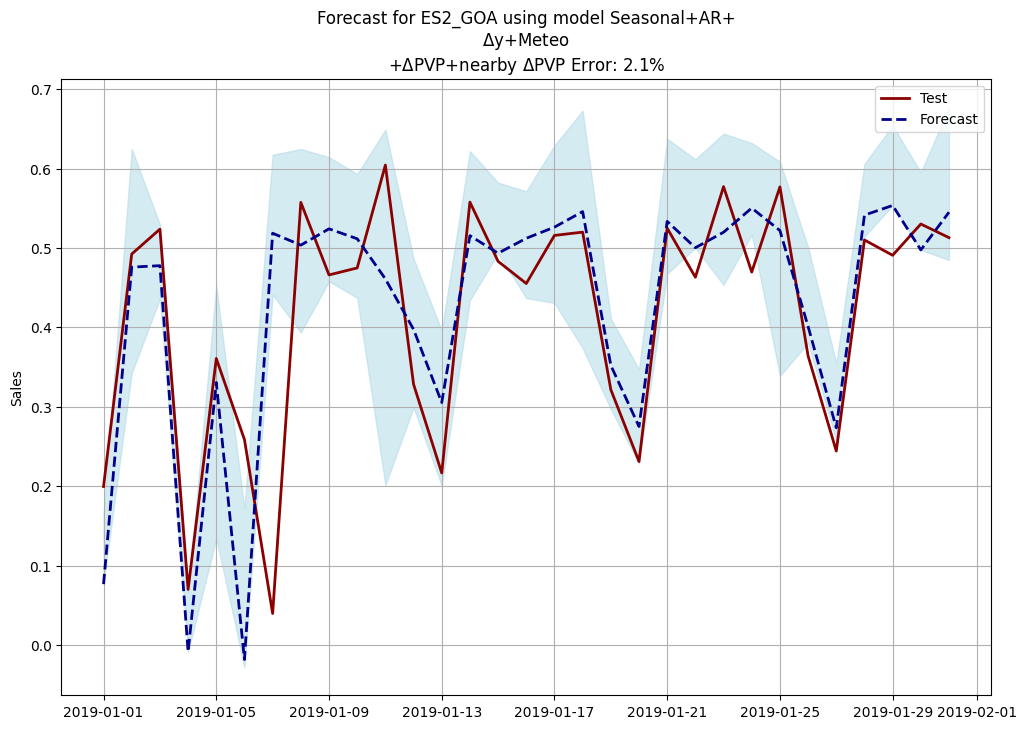 Forecast for ES2_GOA using model Seasonal+AR+
Δy+Meteo
+ΔPVP+nearby ΔPVP Error: 2.1%
Test
Forecast
Sales
0.7
0.6
0.5
0.4
0.3
0.2
0.1
0.0
2019-01-01 2019-01-05 2019-01-09 2019-01-13 2019-01-17 2019-01-21 2019-01-25 2019-01-29 2019-02-01